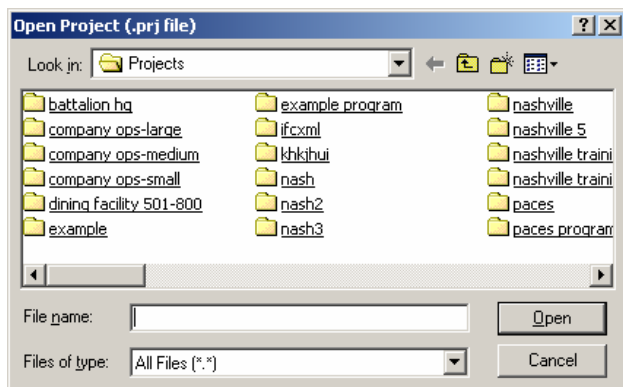 Open Project (.prj file)
Look in: Projects
battalion hq
company ops-large
company ops-medium
company ops-small
dining facility 501-800
example
example program
ifcxml
khkjhui
nash
nash2
nash3
nashville
nashville 5
nashville traini
nashville traini
paces
paces program
File name:
Open
Files of type: All Files (*.*)
Cancel